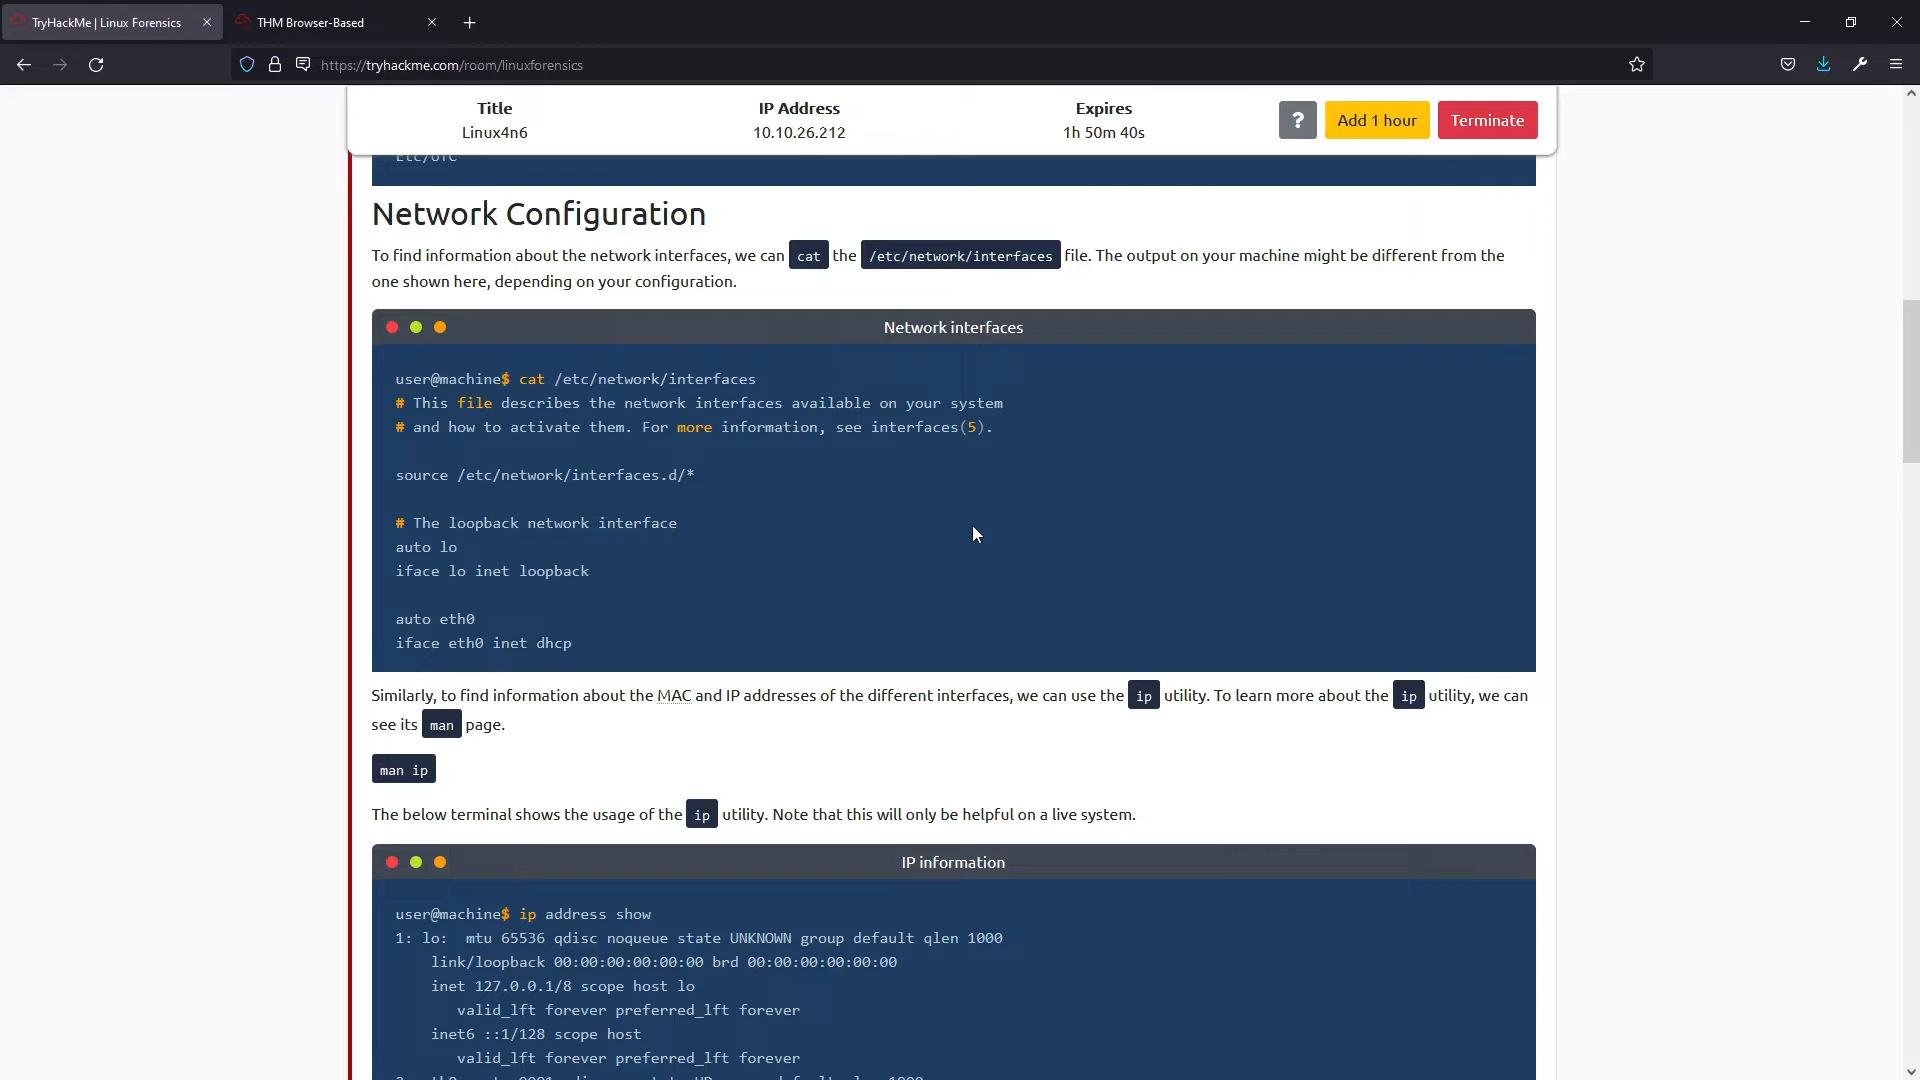 TryHackMe | Linux Forensics
THM Browser-Based
https://tryhackme.com/room/linuxforensics
Title
Linux4n6
IP Address
10.10.26.212
Expires
1h 50m 40s
?
Add 1 hour
Terminate
Etc/UTC
Network Configuration
To find information about the network interfaces, we can cat the /etc/network/interfaces file. The output on your machine might be different from the
one shown here, depending on your configuration.
Network interfaces
user@machine$ cat /etc/network/interfaces
# This file describes the network interfaces available on your system
# and how to activate them. For more information, see interfaces(5).
source /etc/network/interfaces.d/*
# The loopback network interface
auto lo
iface lo inet loopback
auto eth0
iface eth0 inet dhcp
Similarly, to find information about the MAC and IP addresses of the different interfaces, we can use the ip utility. To learn more about the ip utility, we can
see its man page.
man ip
The below terminal shows the usage of the ip utility. Note that this will only be helpful on a live system.
IP information
user@machine$ ip address show
1: lo:  mtu 65536 qdisc noqueue state UNKNOWN group default qlen 1000
link/loopback 00:00:00:00:00:00 brd 00:00:00:00:00:00
inet 127.0.0.1/8 scope host lo
valid_lft forever preferred_lft forever
inet6 ::1/128 scope host
valid_lft forever preferred_lft forever